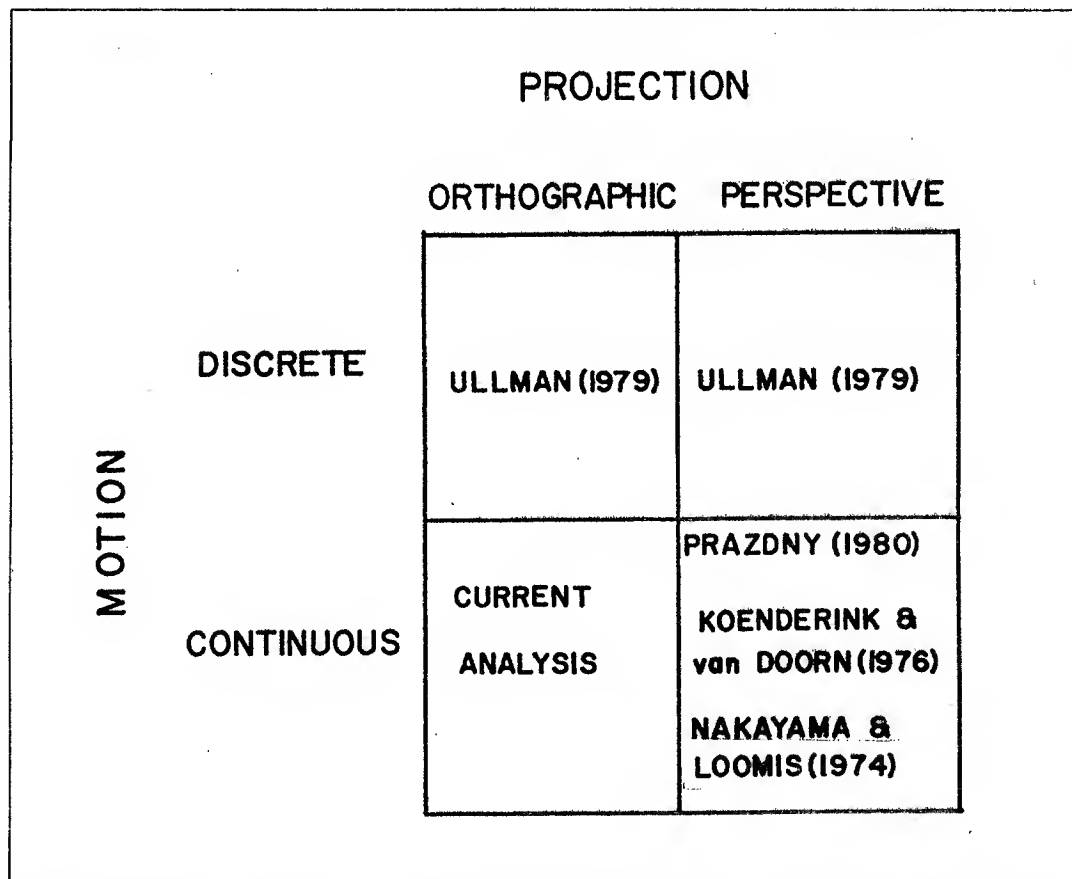 PROJECTION
ORTHOGRAPHIC PERSPECTIVE
MOTION
DISCRETE
ULLMAN (1979)
ULLMAN (1979)
CONTINUOUS
CURRENT
ANALYSIS
PRAZDNY (1980)
KOENDERINK &
van DOORN (1976)
NAKAYAMA &
LOOMIS (1974)